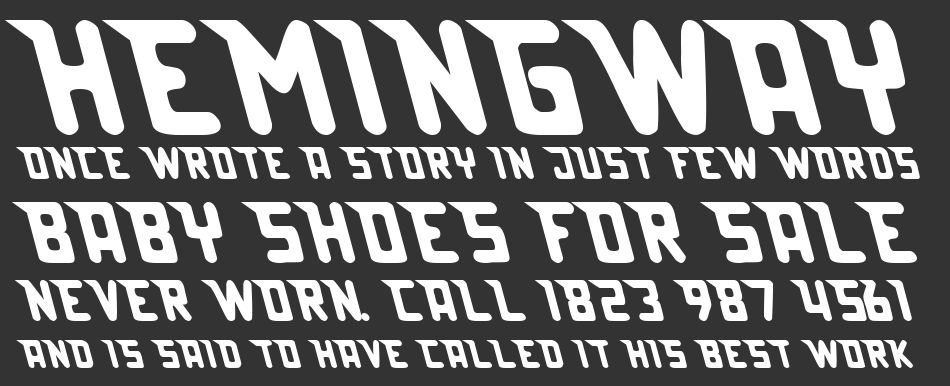 HEMINGWAY
ONCE WROTE A STORY IN JUST FEW WORDS
BABY SHOES FOR SALE
NEVER WORN. CALL 1823 987 4561
AND IS SAID TO HAVE CALLED IT HIS BEST WORK